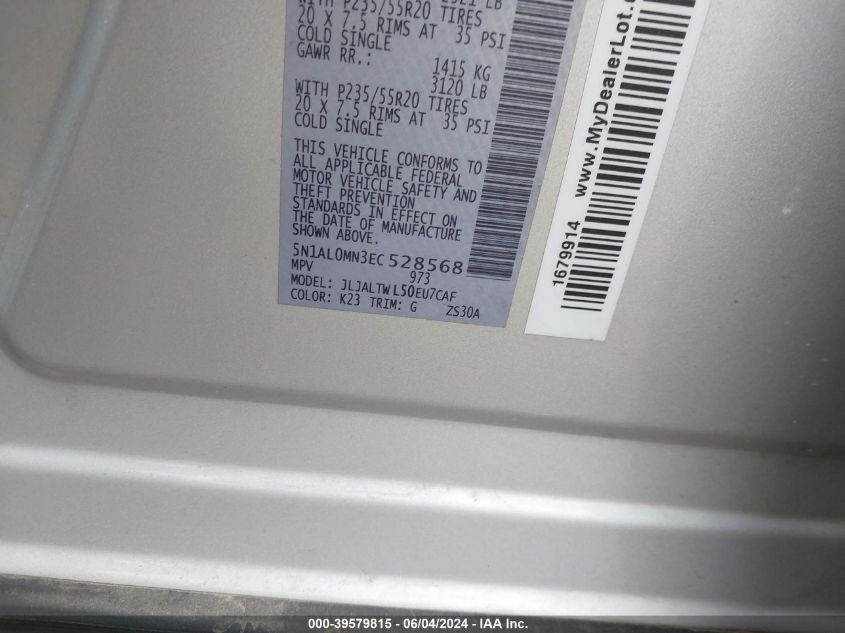 WITH P235/55R20 TIRES
20 X 7.5 RIMS AT 35 PSI
COLD SINGLE
GAWR RR.:
1415 KG
3120 LB
WITH P235/55R20 TIRES
20 X 7.5 RIMS AT 35 PSI
COLD SINGLE
THIS VEHICLE CONFORMS TO
ALL APPLICABLE FEDERAL
MOTOR VEHICLE SAFETY AND
THEFT PREVENTION
STANDARDS IN EFFECT ON
THE DATE OF MANUFACTURE
SHOWN ABOVE.
5N1AL0MN3EC 528568
MPV 973
MODEL: JLJALTWL50EU7CAF
COLOR: K23 TRIM: G ZS30A
1679914
www.MyDealerLot.
000-39579815 - 06/04/2024 - IAA Inc.